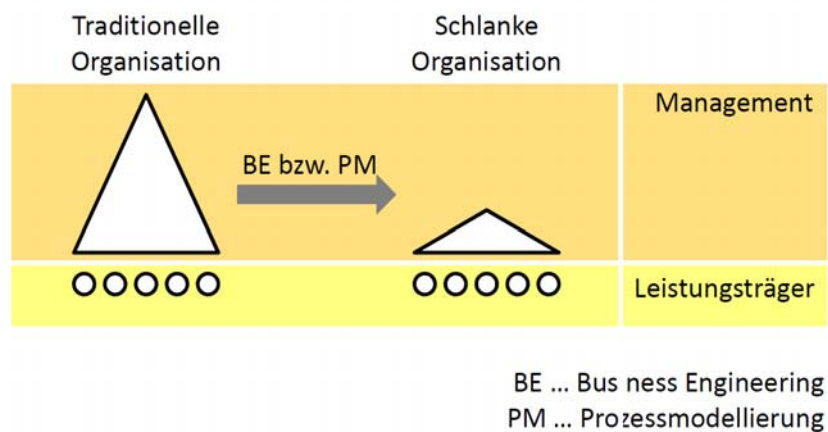 Traditionelle
Organisation
Schlanke
Organisation
Management
BE bzw. PM
Leistungsträger
BE ... Bus ness Engineering
PM ... Prozessmodellierung